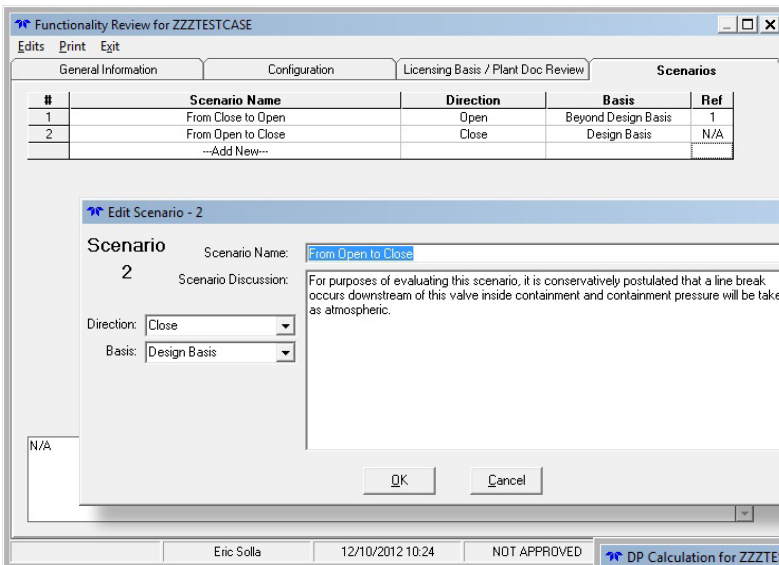 Functionality Review for ZZZTESTCASE
Edits Print Exit
General Information Configuration Licensing Basis / Plant Doc Review Scenarios
# Scenario Name Direction Basis Ref
1 From Close to Open Open Beyond Design Basis 1
2 From Open to Close Close Design Basis N/A
---Add New---
Edit Scenario - 2
Scenario 2
Scenario Name: From Open to Close
Scenario Discussion: For purposes of evaluating this scenario, it is conservatively postulated that a line break
occurs downstream of this valve inside containment and containment pressure will be take
as atmospheric.
Direction: Close
Basis: Design Basis
N/A
OK Cancel
Eric Solla 12/10/2012 10:24 NOT APPROVED
DP Calculation for ZZZTE